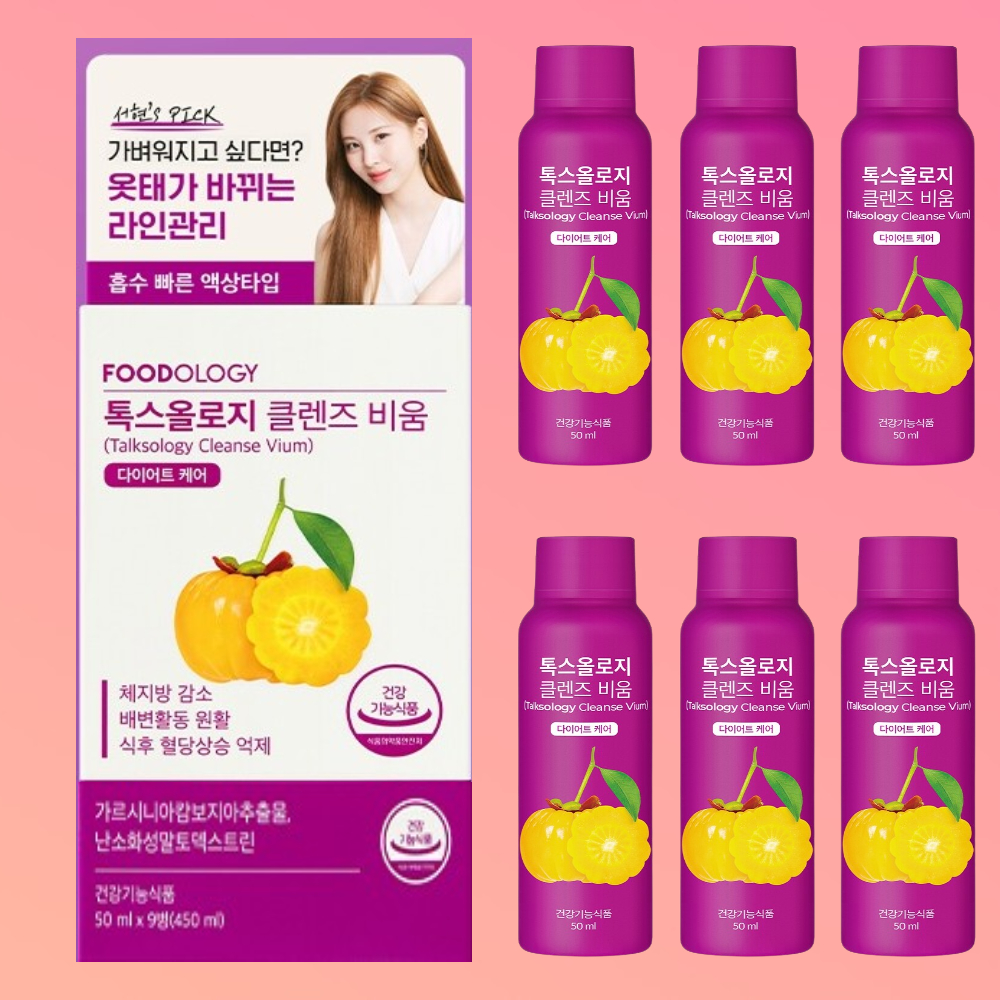 서현's PICK
가벼워지고 싶다면?
옷태가 바뀌는
라인관리
흡수 빠른 액상타입
FOODOLOGY
톡스올로지 클렌즈 비움
(Talksology Cleanse Vium)
다이어트 케어
체지방 감소
배변활동 원활
식후 혈당상승 억제
건강
기능식품
식품의약품안전처
가르시니아캄보지아추출물,
난소화성말토덱스트린
건강
기능식품
건강기능식품
50 ml x 9병(450 ml)
톡스올로지
클렌즈 비움
(Talksology Cleanse Vium)
다이어트 케어
건강기능식품
50 ml
톡스올로지
클렌즈 비움
(Talksology Cleanse Vium)
다이어트 케어
건강기능식품
50 ml
톡스올로지
클렌즈 비움
(Talksology Cleanse Vium)
다이어트 케어
건강기능식품
50 ml
톡스올로지
클렌즈 비움
(Talksology Cleanse Vium)
다이어트 케어
건강기능식품
50 ml
톡스올로지
클렌즈 비움
(Talksology Cleanse Vium)
다이어트 케어
건강기능식품
50 ml
톡스올로지
클렌즈 비움
(Talksology Cleanse Vium)
다이어트 케어
건강기능식품
50 ml